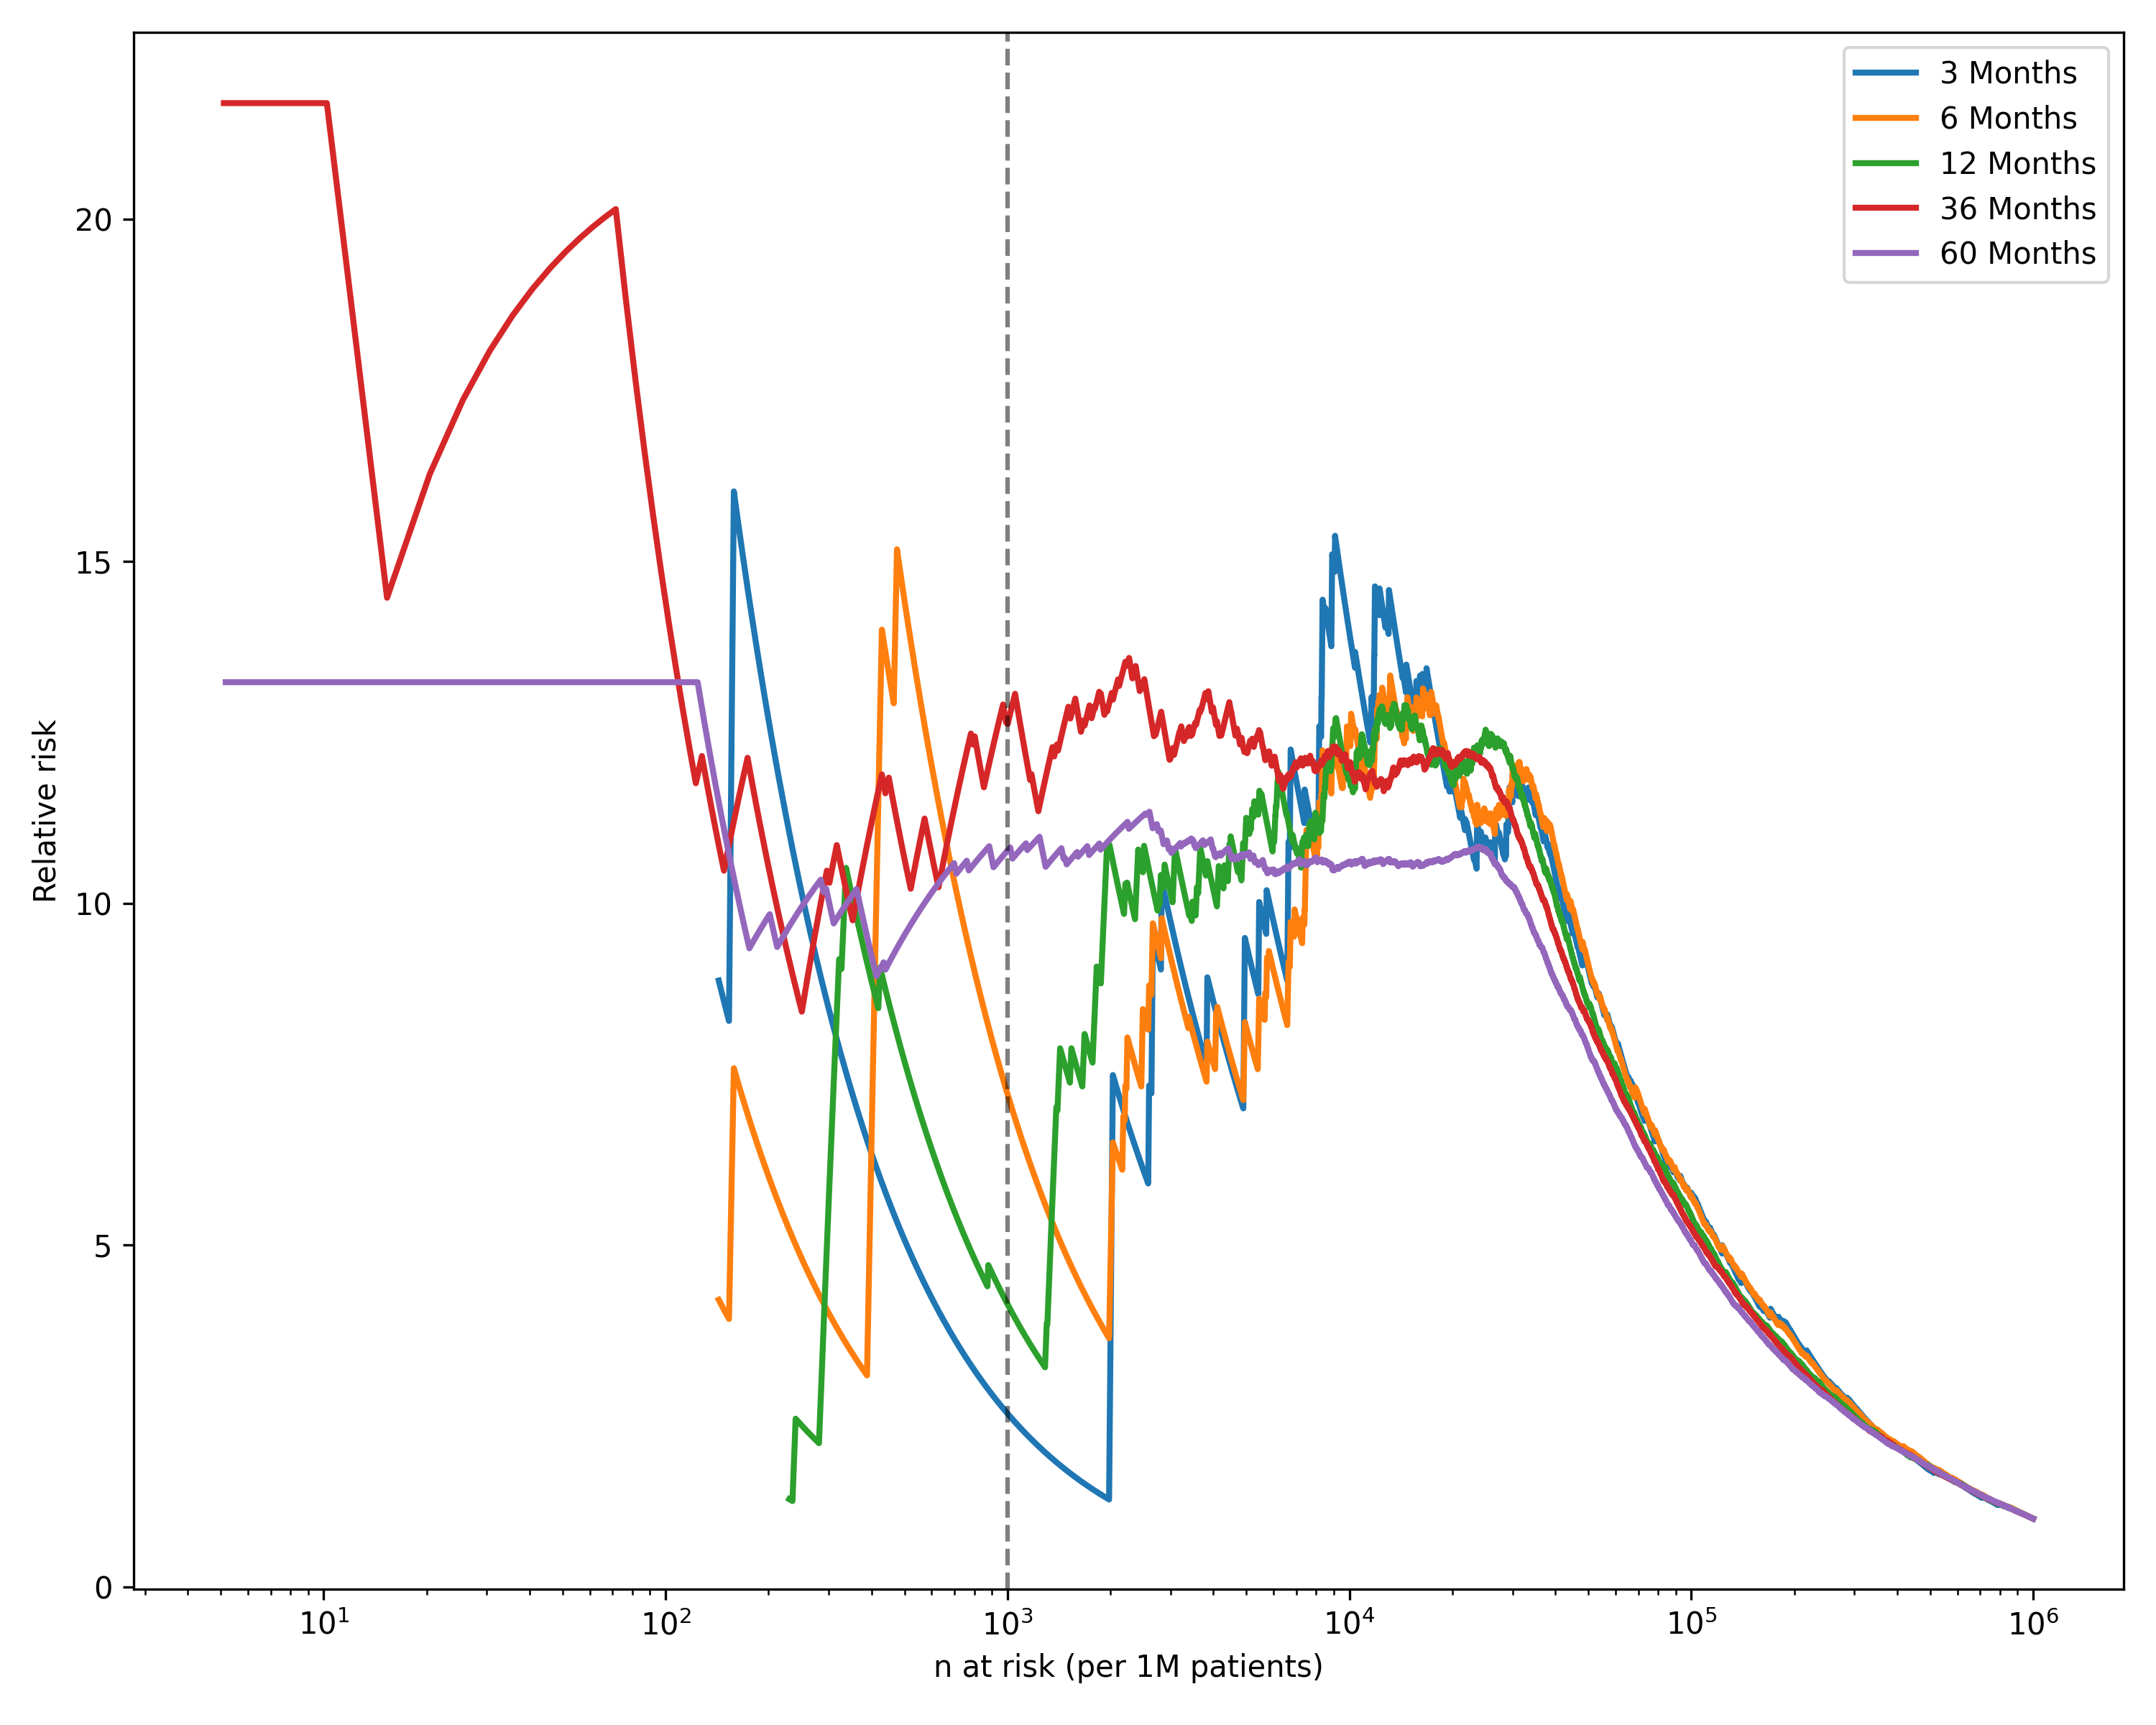 3 Months
6 Months
12 Months
36 Months
60 Months
Relative risk
20
15
10
5
0
10¹ 10² 10³ 10⁴ 10⁵ 10⁶
n at risk (per 1M patients)